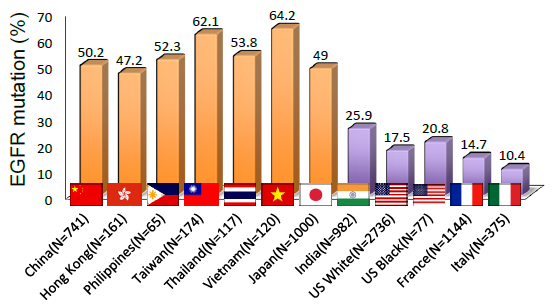 EGFR mutation (%)
70
60
50
40
30
20
10
0
50.2
47.2
52.3
62.1
53.8
64.2
49
25.9
17.5
20.8
14.7
10.4
China(N=741)
Hong Kong(N=161)
Philippines(N=65)
Taiwan(N=174)
Thailand(N=117)
Vietnam(N=120)
Japan(N=1000)
India(N=982)
US White(N=2736)
US Black(N=77)
France(N=1144)
Italy(N=375)